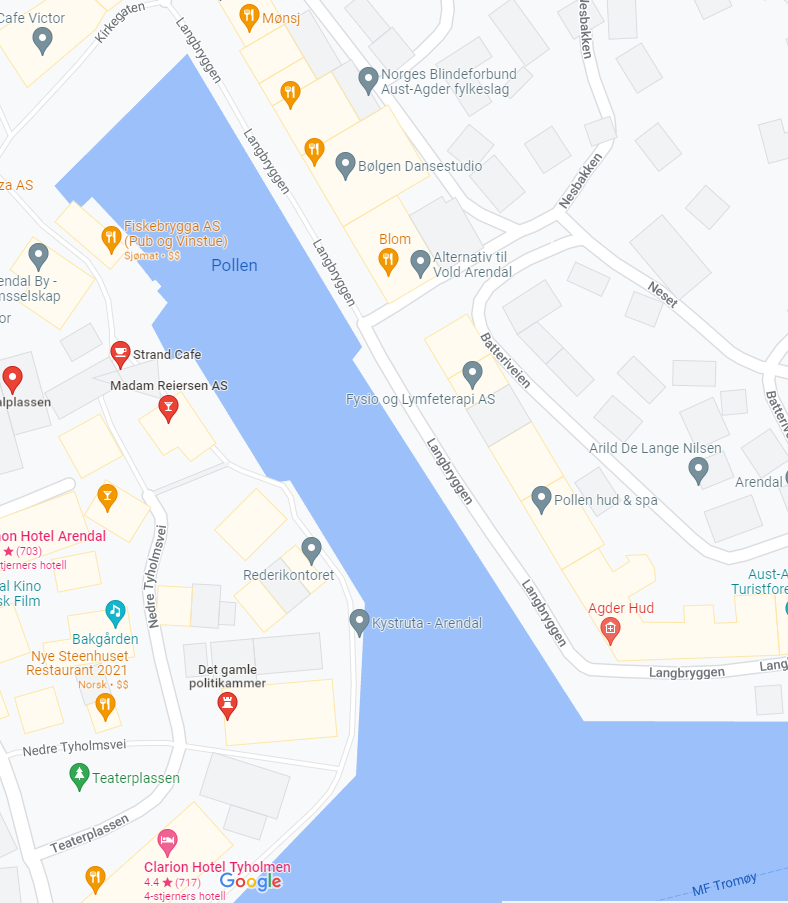 Cafe Victor
Kirkegaten
Mønsj
Langbryggen
Nesbakken
Norges Blindeforbund
Aust-Agder fylkeslag
Langbryggen
Bølgen Dansestudio
Nesbakken
za AS
Fiskebrygga AS
(Pub og Vinstue)
Sjømat • $$
Pollen
Blom
Alternativ til
Vold Arendal
Langbryggen
endal By -
msselskap
or
Neset
Strand Cafe
Batteriveien
Madam Reiersen AS
alplassen
Fysio og Lymfeterapi AS
Batterive
Langbryggen
Arild De Lange Nilsen
Arendal
Pollen hud & spa
on Hotel Arendal
★ (703)
stjerners hotell
Nedre Tyholmsvei
Rederikontoret
al Kino
sk Film
Aust-A
Turistfore
Langbryggen
Agder Hud
Kystruta - Arendal
Bakgården
Nye Steenhuset
Restaurant 2021
Norsk • $$
Det gamle
politikammer
Langbryggen
Lang
Nedre Tyholmsvei
Teaterplassen
Teaterplassen
Clarion Hotel Tyholmen
4.4 ★ (717)
4-stjerners hotell
Google
MF Tromøy